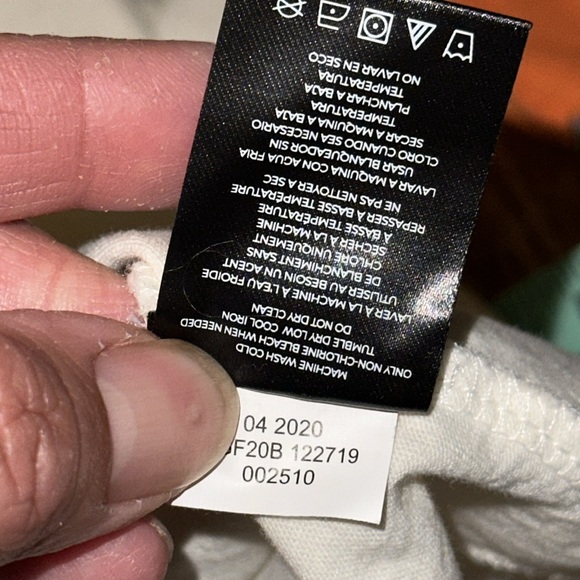 MACHINE WASH COLD
ONLY NON-CHLORINE BLEACH WHEN NEEDED
TUMBLE DRY LOW COOL IRON
DO NOT DRY CLEAN
LAVER À LA MACHINE À L'EAU FROIDE
UTILISER AU BESOIN UN AGENT
DE BLANCHIMENT SANS
CHLORE UNIQUEMENT
SÉCHER À LA MACHINE
À BASSE TEMPÉRATURE
REPASSER À BASSE TEMPÉRATURE
NE PAS NETTOYER A SEC
LAVAR A MAQUINA CON AGUA FRIA
USAR BLANQUEADOR SIN
CLORO CUANDO SEA NECESARIO
SECAR A MAQUINA A BAJA
TEMPERATURA
PLANCHAR A BAJA
TEMPERATURA
NO LAVAR EN SECO
04 2020
F20B 122719
002510